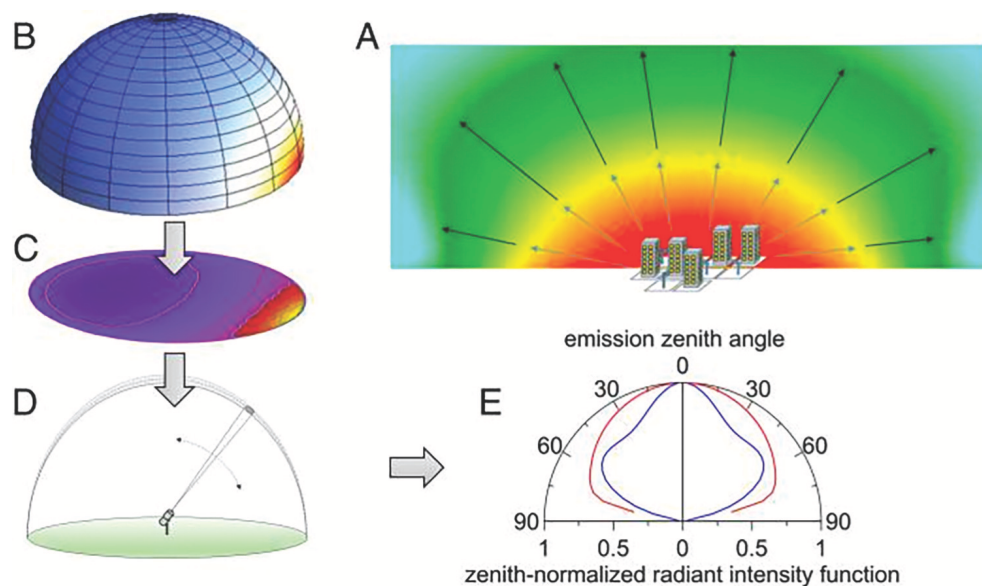 B
A
C
D
emission zenith angle
E
0
30
30
60
60
90
90
1
0.5
0
0.5
1
zenith-normalized radiant intensity function